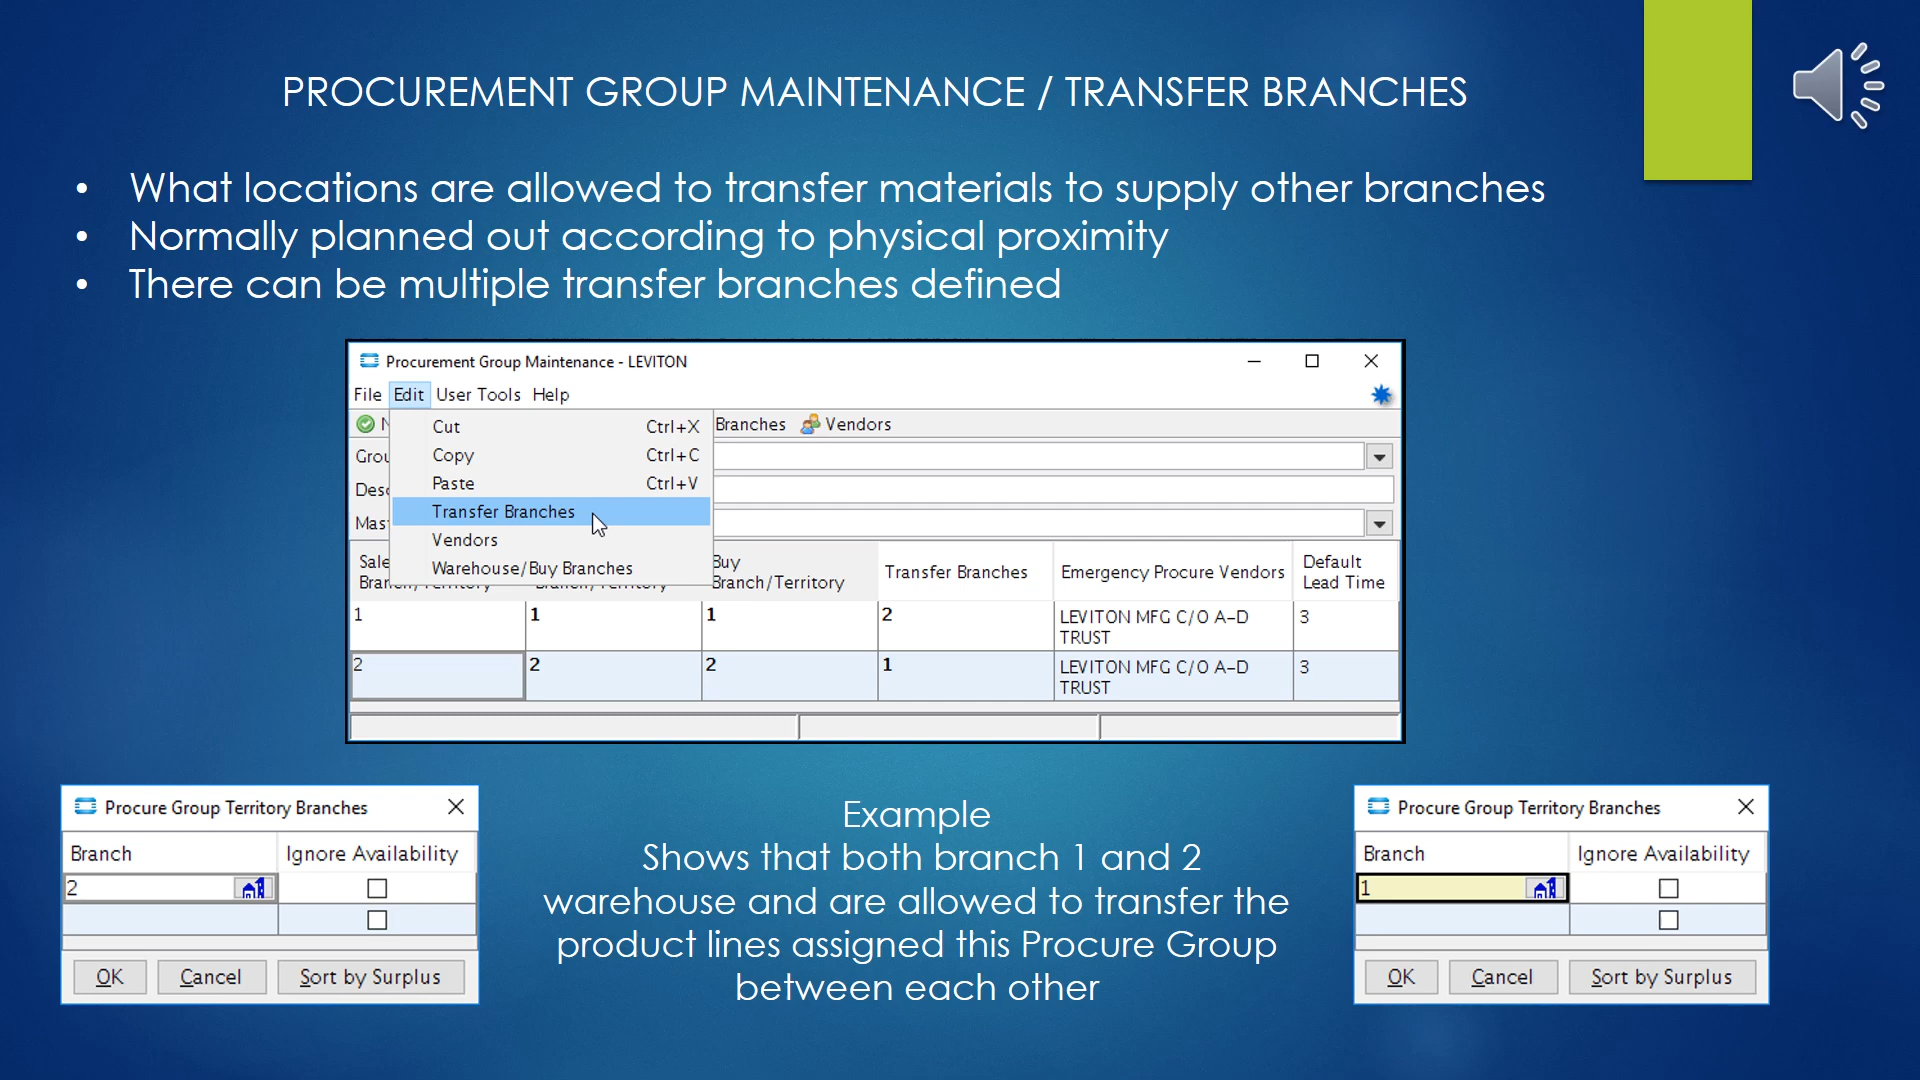 PROCUREMENT GROUP MAINTENANCE / TRANSFER BRANCHES
• What locations are allowed to transfer materials to supply other branches
• Normally planned out according to physical proximity
• There can be multiple transfer branches defined
Procurement Group Maintenance - LEVITON
File Edit User Tools Help
Branches Vendors
Cut Ctrl+X
Copy Ctrl+C
Paste Ctrl+V
Transfer Branches
Vendors
Warehouse/Buy Branches
Buy
Branch/Territory
Transfer Branches
Emergency Procure Vendors
Default
Lead Time
1 1 1 2 LEVITON MFG C/O A-D
TRUST
3
2 2 2 1 LEVITON MFG C/O A-D
TRUST
3
Procure Group Territory Branches
Branch Ignore Availability
2
OK Cancel Sort by Surplus
Example
Shows that both branch 1 and 2
warehouse and are allowed to transfer the
product lines assigned this Procure Group
between each other
Procure Group Territory Branches
Branch Ignore Availability
1
OK Cancel Sort by Surplus